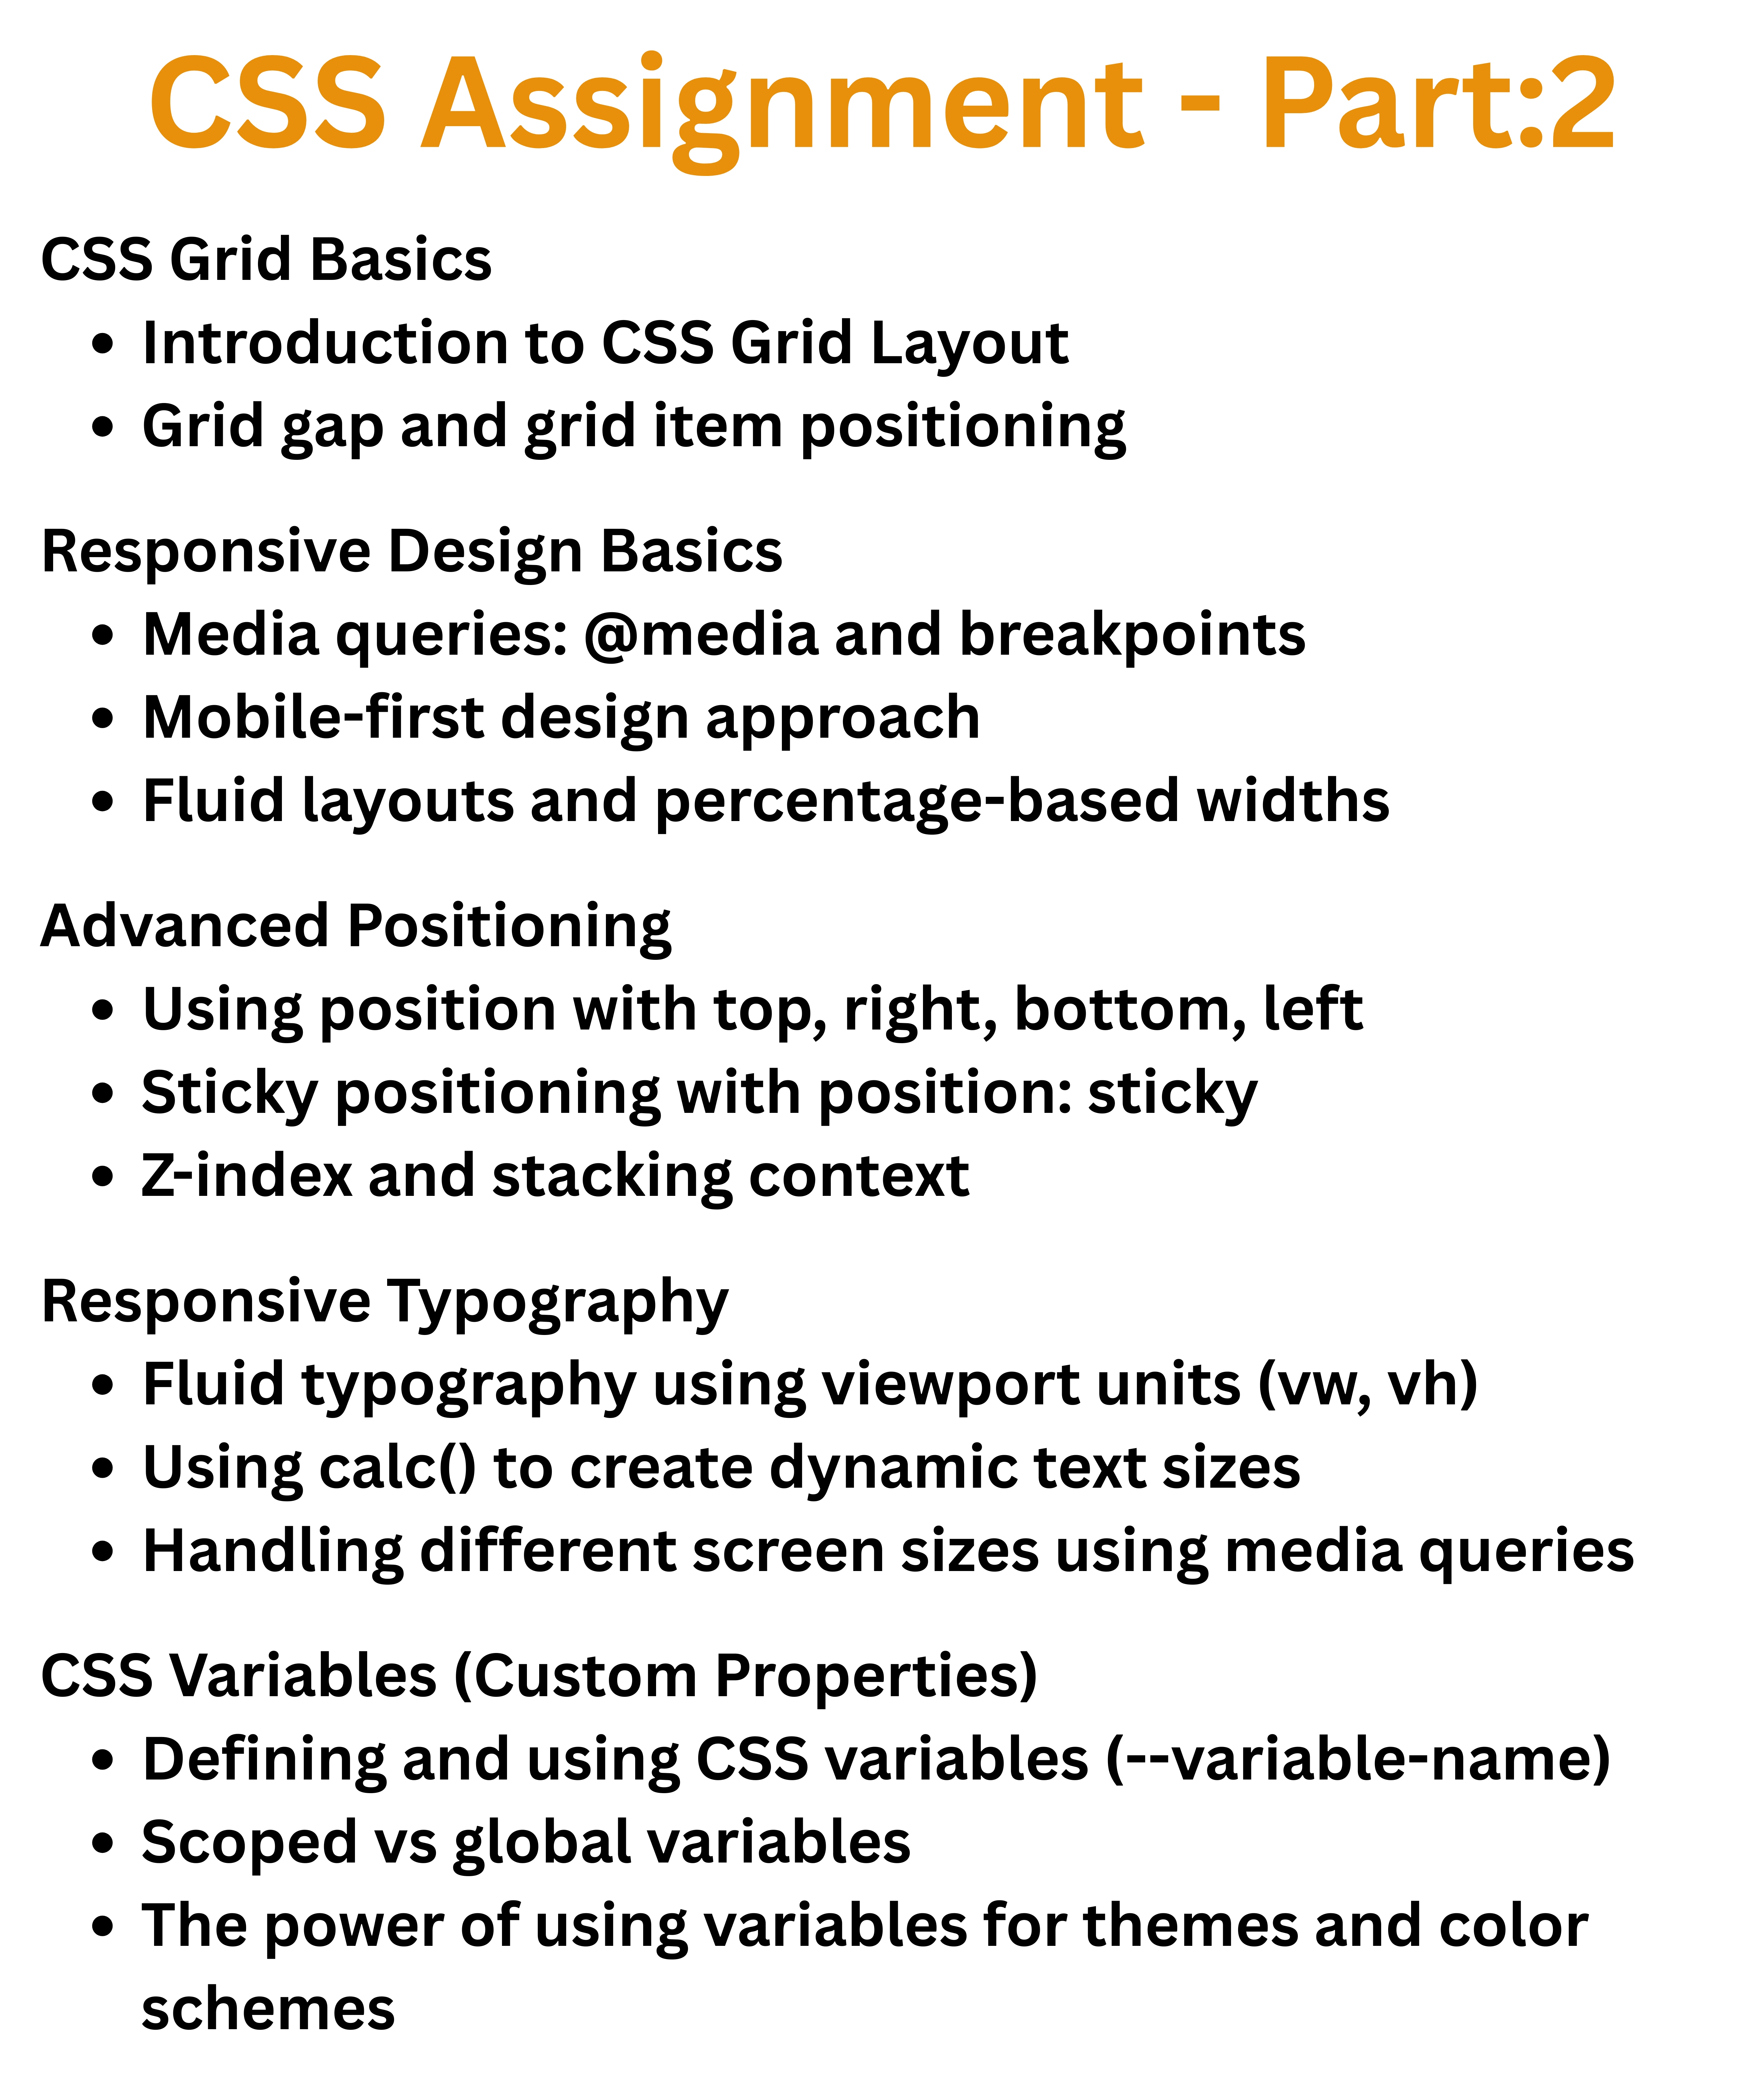 CSS Assignment - Part:2
CSS Grid Basics
• Introduction to CSS Grid Layout
• Grid gap and grid item positioning
Responsive Design Basics
• Media queries: @media and breakpoints
• Mobile-first design approach
• Fluid layouts and percentage-based widths
Advanced Positioning
• Using position with top, right, bottom, left
• Sticky positioning with position: sticky
• Z-index and stacking context
Responsive Typography
• Fluid typography using viewport units (vw, vh)
• Using calc() to create dynamic text sizes
• Handling different screen sizes using media queries
CSS Variables (Custom Properties)
• Defining and using CSS variables (--variable-name)
• Scoped vs global variables
• The power of using variables for themes and color
schemes